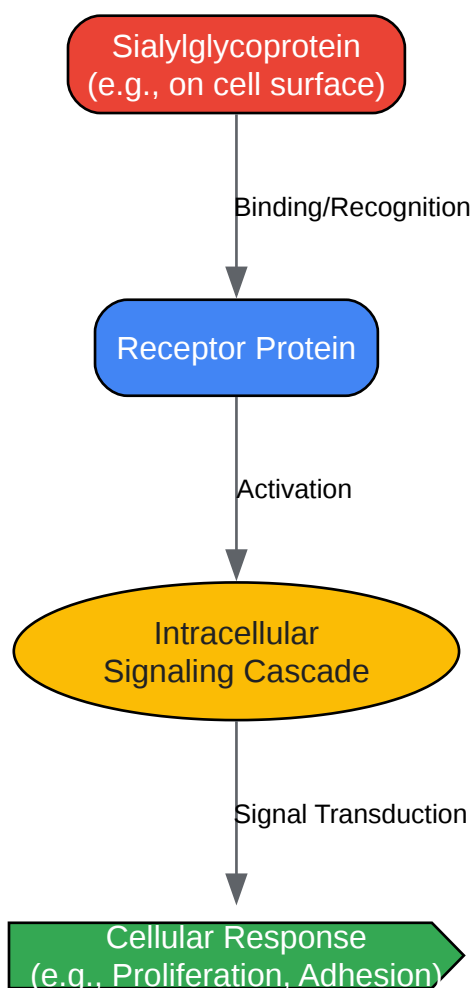 Sialylglycoprotein
(e.g., on cell surface)
Binding/Recognition
Receptor Protein
Activation
Intracellular
Signaling Cascade
Signal Transduction
Cellular Response
(e.g., Proliferation, Adhesion)